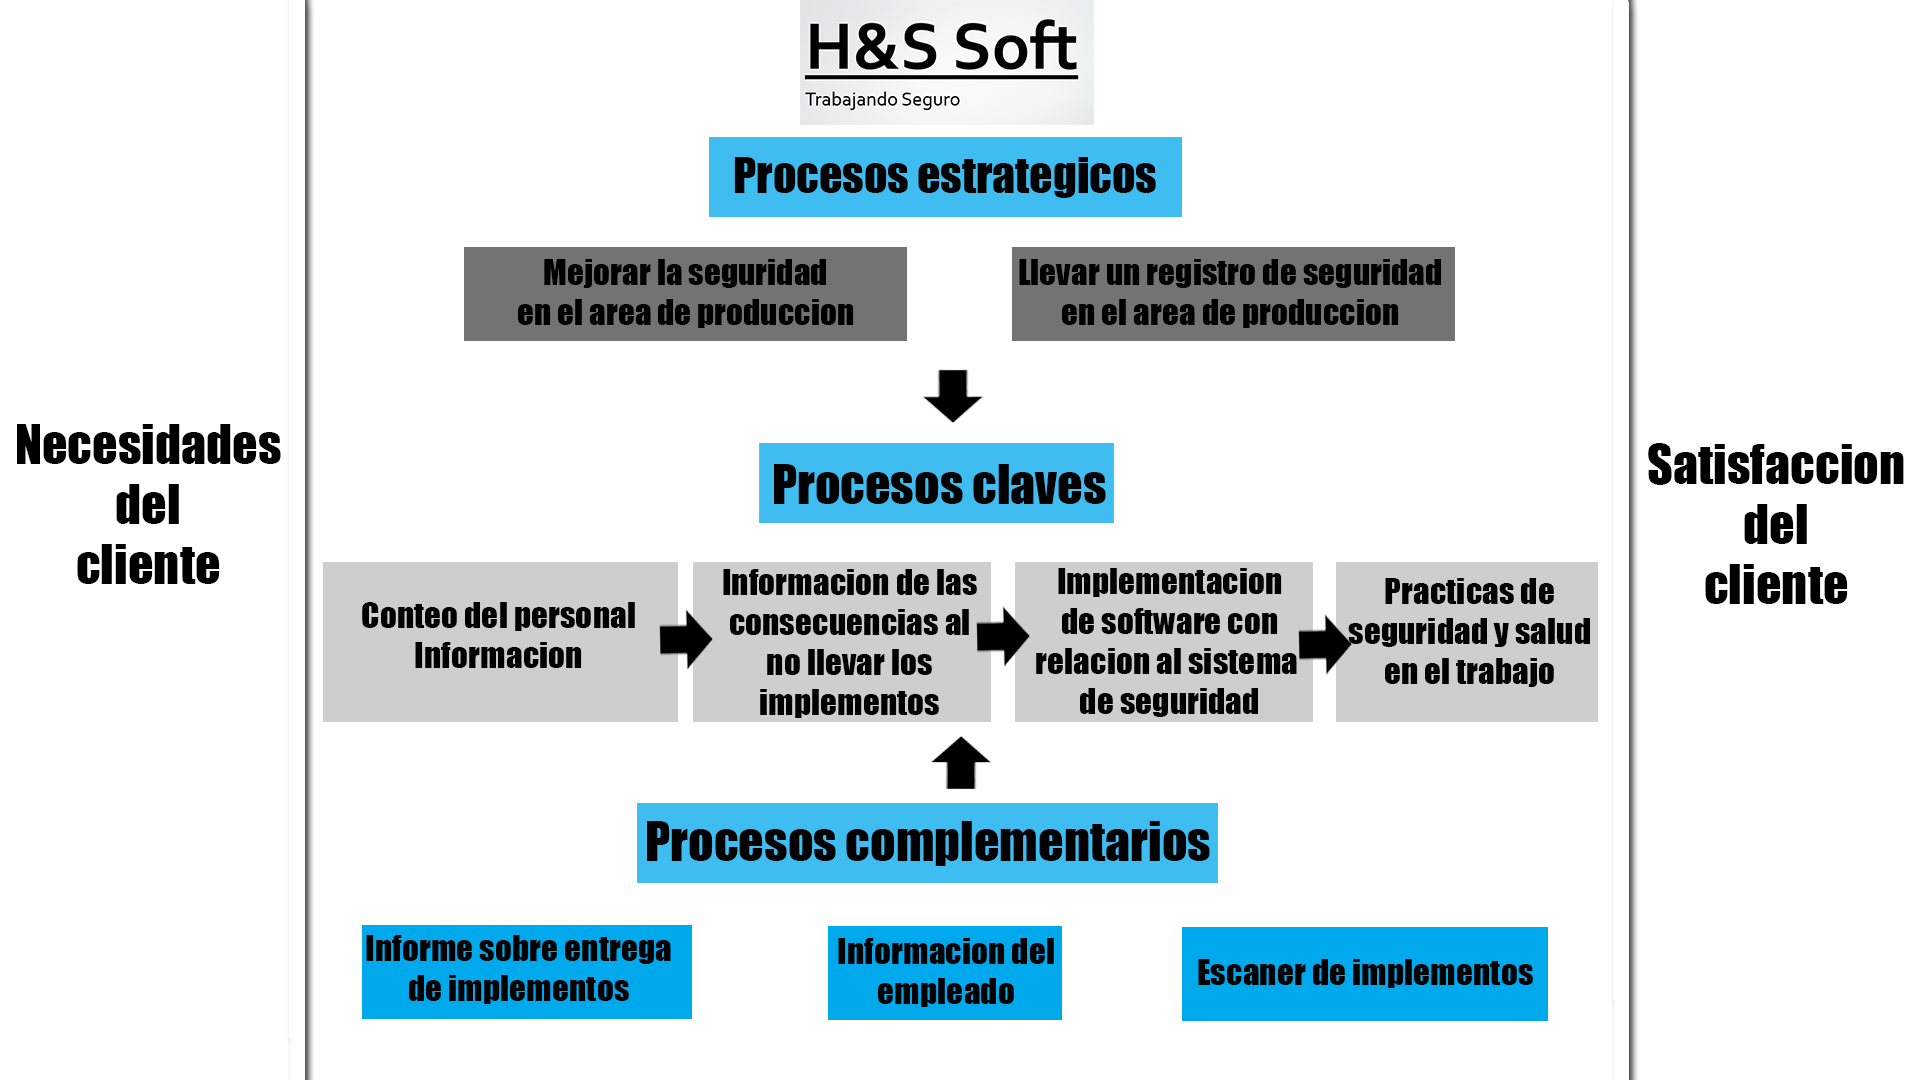 H&S Soft
Trabajando Seguro
Procesos estrategicos
Mejorar la seguridad
en el area de produccion
Llevar un registro de seguridad
en el area de produccion
Necesidades
del
cliente
Procesos claves
Conteo del personal
Informacion
Informacion de las
consecuencias al
no llevar los
implementos
Implementacion
de software con
relacion al sistema
de seguridad
Practicas de
seguridad y salud
en el trabajo
Procesos complementarios
Informe sobre entrega
de implementos
Informacion del
empleado
Escaner de implementos
Satisfaccion
del
cliente